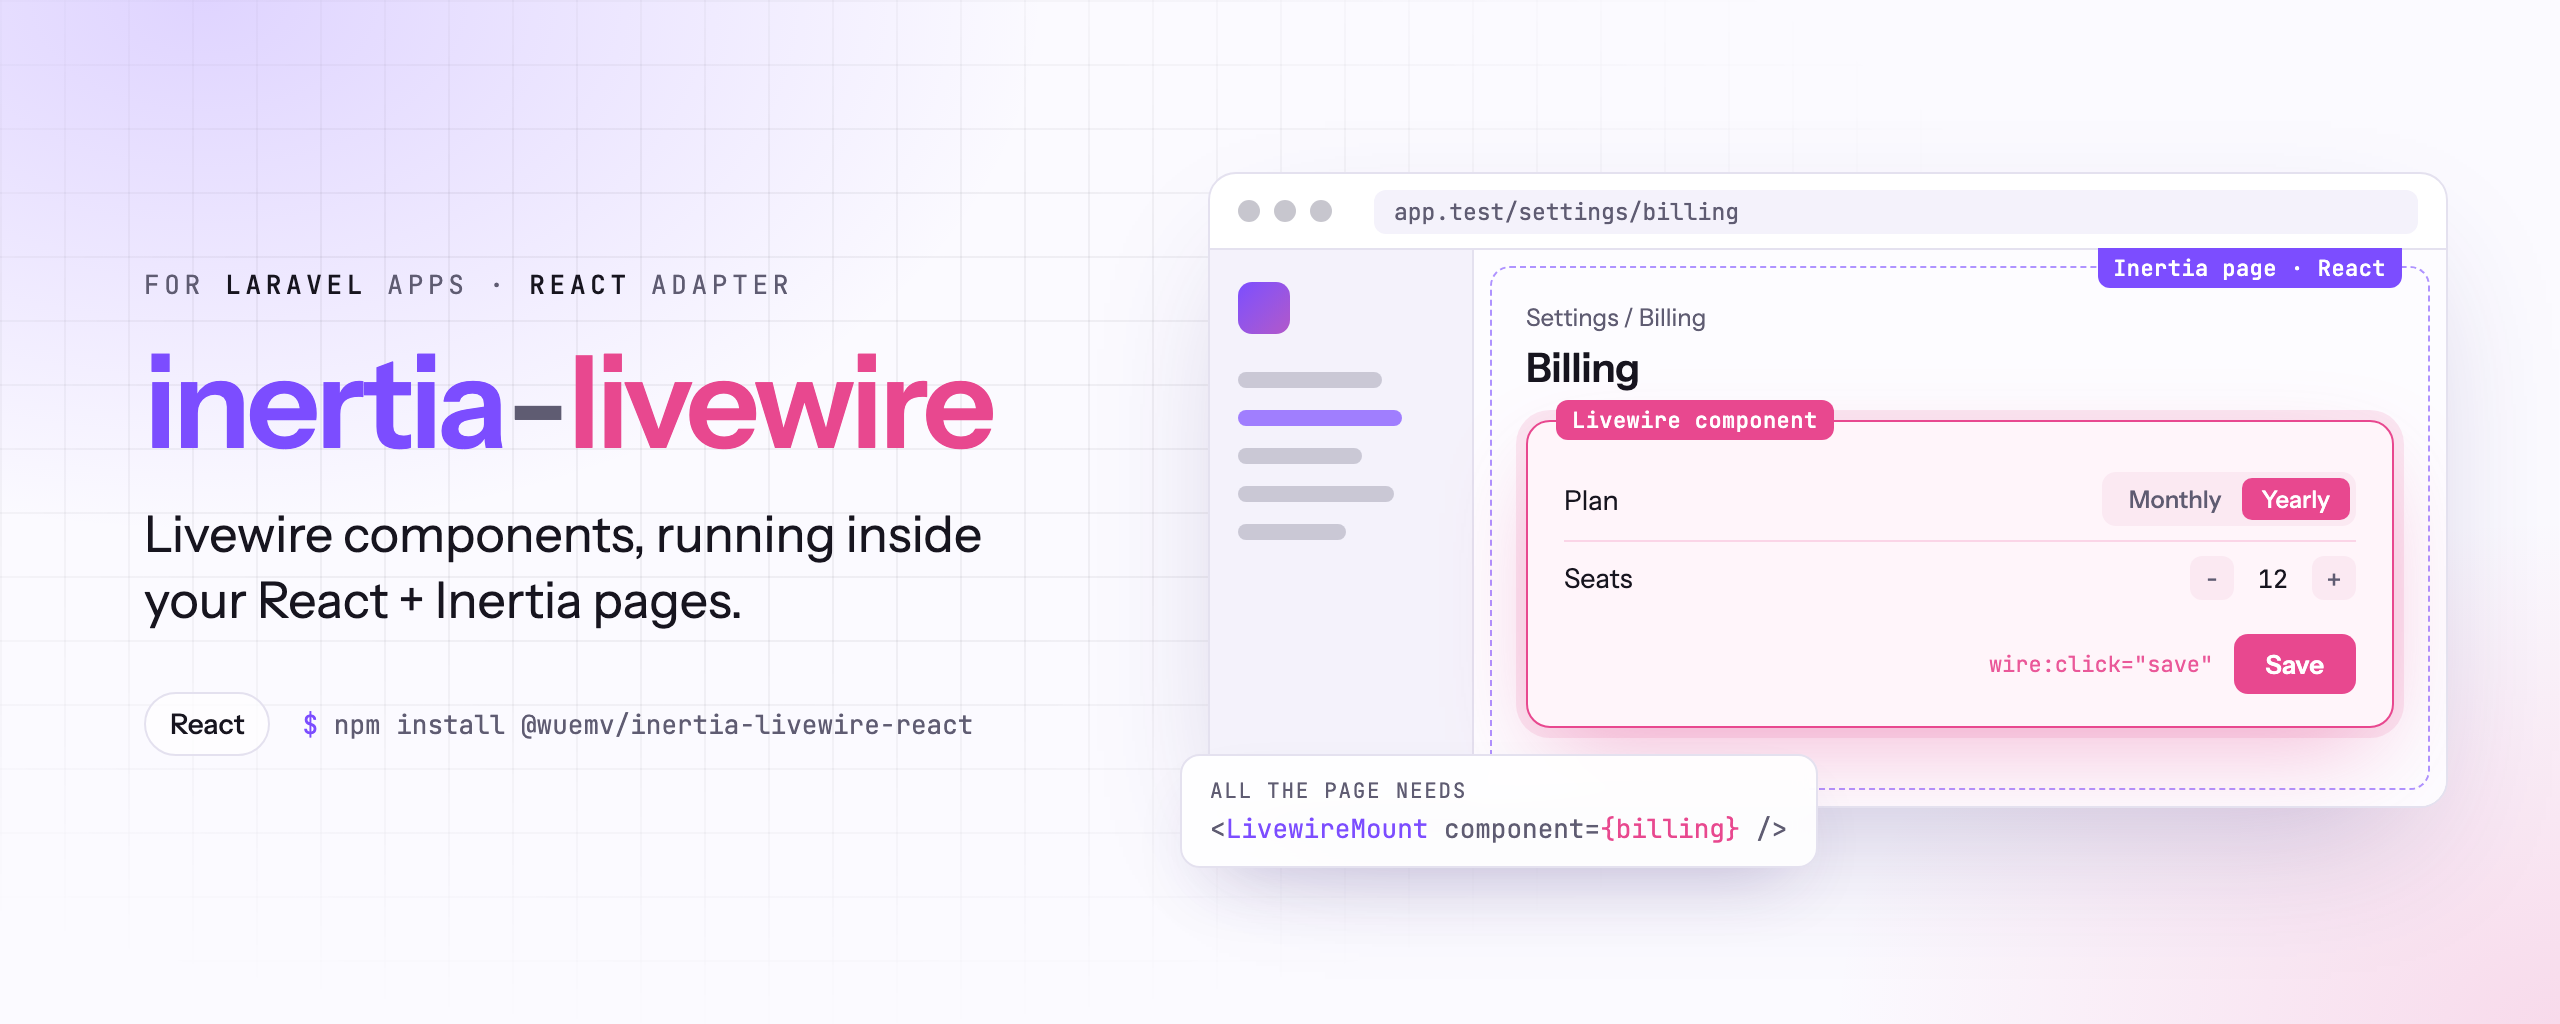 FOR LARAVEL APPS · REACT ADAPTER
inertia-livewire
Livewire components, running inside
your React + Inertia pages.
React
$ npm install @wuemv/inertia-livewire-react
app.test/settings/billing
Inertia page · React
Settings / Billing
Billing
Livewire component
Plan
Monthly Yearly
Seats
- 12 +
wire:click="save" Save
ALL THE PAGE NEEDS
<LivewireMount component={billing} />